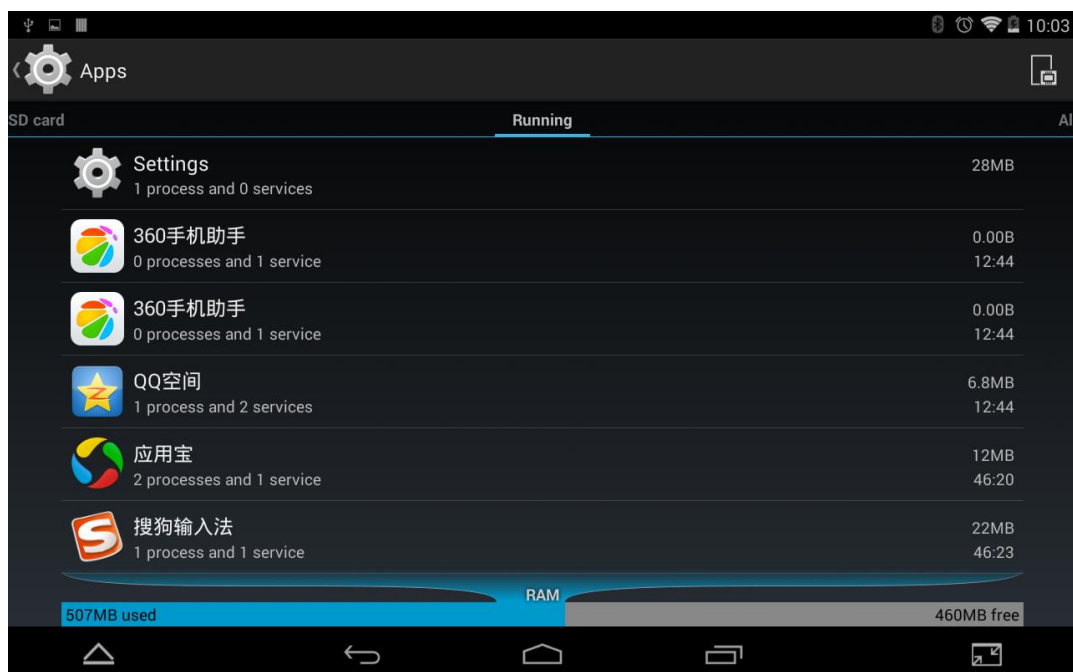 10:03
Apps
SD card
Running
Al
Settings
28MB
1 process and 0 services
360手机助手
0.00B
0 processes and 1 service
12:44
360手机助手
0.00B
0 processes and 1 service
12:44
QQ空间
6.8MB
1 process and 2 services
12:44
应用宝
12MB
2 processes and 1 service
46:20
搜狗输入法
22MB
1 process and 1 service
46:23
RAM
507MB used
460MB free